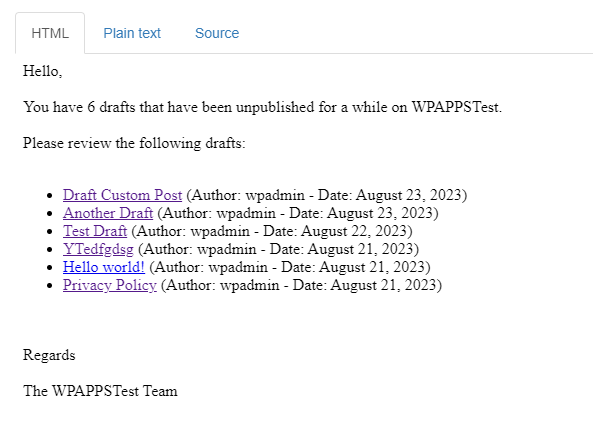 HTML Plain text Source
Hello,
You have 6 drafts that have been unpublished for a while on WPAPPSTest.
Please review the following drafts:
• Draft Custom Post (Author: wpadmin - Date: August 23, 2023)
• Another Draft (Author: wpadmin - Date: August 23, 2023)
• Test Draft (Author: wpadmin - Date: August 22, 2023)
• YTedfgdsg (Author: wpadmin - Date: August 21, 2023)
• Hello world! (Author: wpadmin - Date: August 21, 2023)
• Privacy Policy (Author: wpadmin - Date: August 21, 2023)
Regards
The WPAPPSTest Team